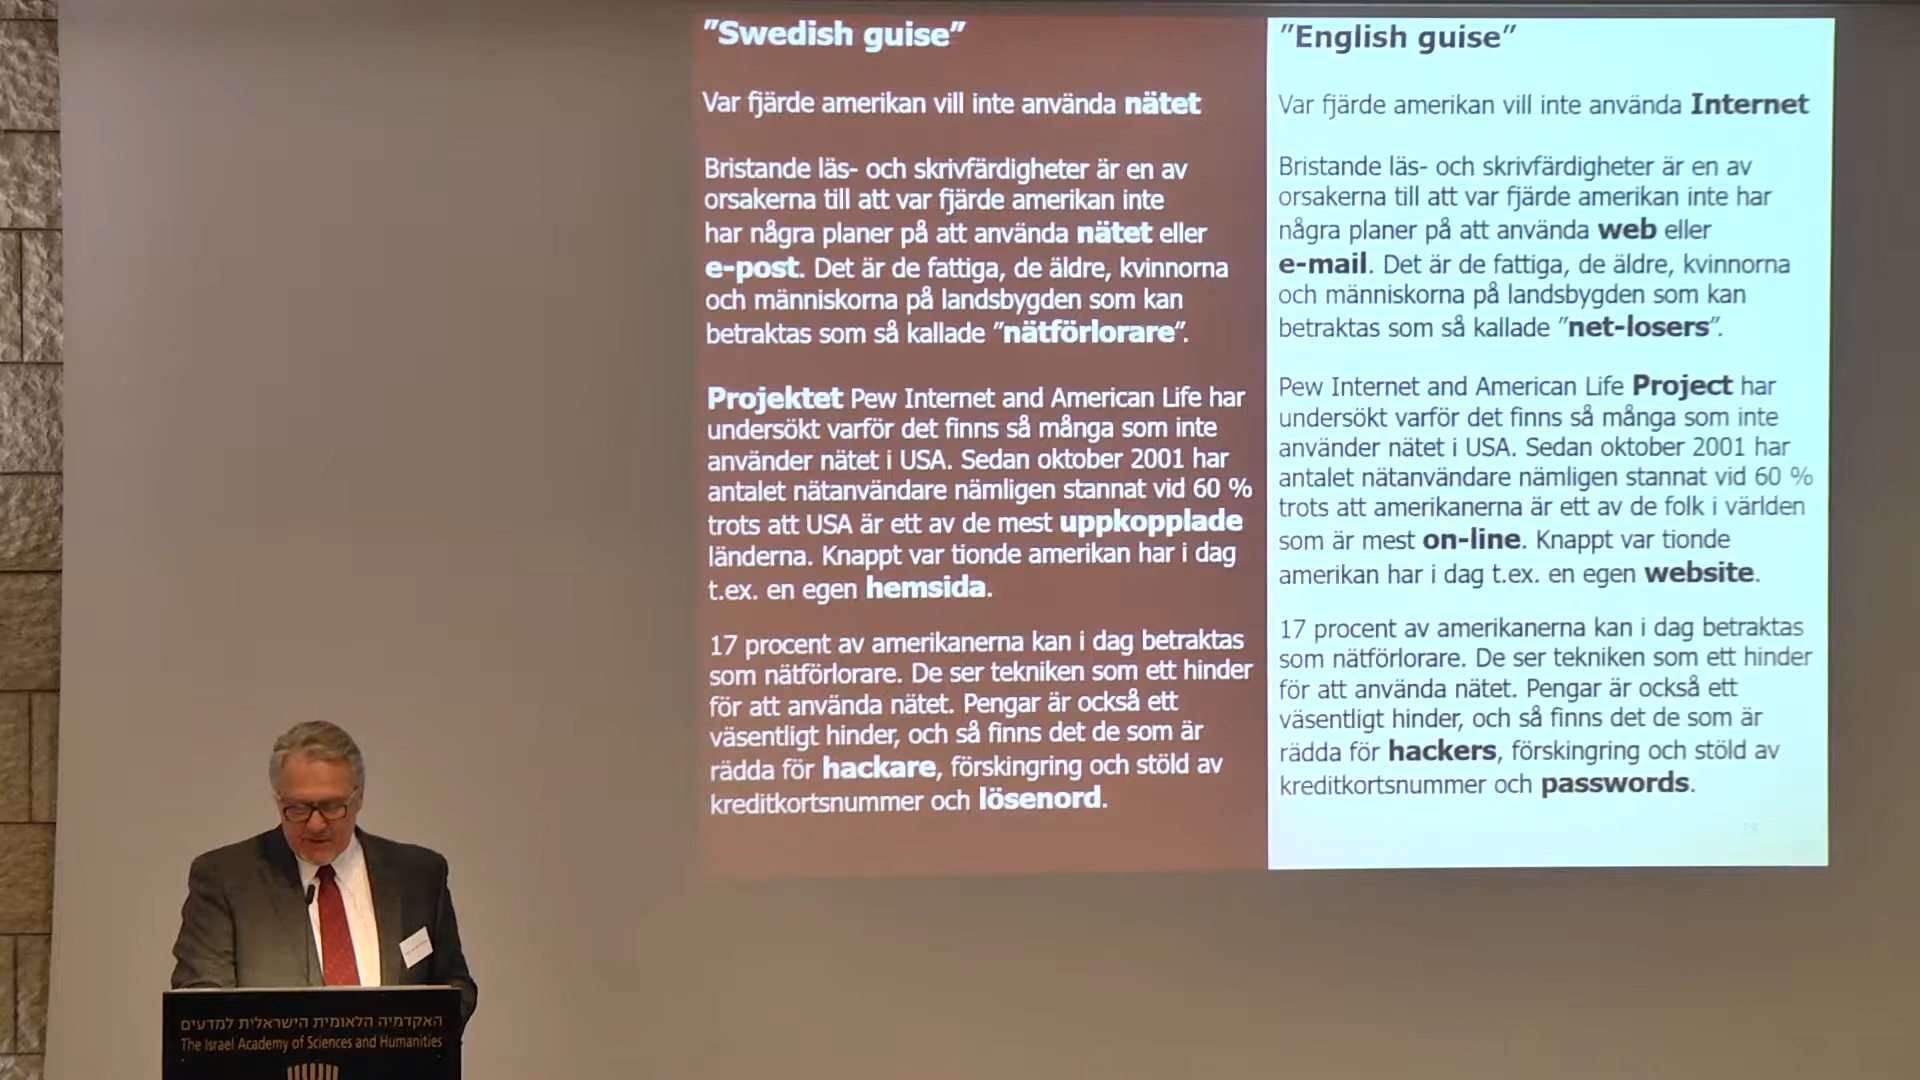 ”Swedish guise”
Var fjärde amerikan vill inte använda nätet
Bristande läs- och skrivfärdigheter är en av
orsakerna till att var fjärde amerikan inte
har några planer på att använda nätet eller
e-post. Det är de fattiga, de äldre, kvinnorna
och människorna på landsbygden som kan
betraktas som så kallade ”nätförlorare”.
Projektet Pew Internet and American Life har
undersökt varför det finns så många som inte
använder nätet i USA. Sedan oktober 2001 har
antalet nätanvändare nämligen stannat vid 60 %
trots att USA är ett av de mest uppkopplade
länderna. Knappt var tionde amerikan har i dag
t.ex. en egen hemsida.
17 procent av amerikanerna kan i dag betraktas
som nätförlorare. De ser tekniken som ett hinder
för att använda nätet. Pengar är också ett
väsentligt hinder, och så finns det de som är
rädda för hackare, förskingring och stöld av
kreditkortsnummer och lösenord.
”English guise”
Var fjärde amerikan vill inte använda Internet
Bristande läs- och skrivfärdigheter är en av
orsakerna till att var fjärde amerikan inte har
några planer på att använda web eller
e-mail. Det är de fattiga, de äldre, kvinnorna
och människorna på landsbygden som kan
betraktas som så kallade ”net-losers”.
Pew Internet and American Life Project har
undersökt varför det finns så många som inte
använder nätet i USA. Sedan oktober 2001 har
antalet nätanvändare nämligen stannat vid 60 %
trots att amerikanerna är ett av de folk i världen
som är mest on-line. Knappt var tionde
amerikan har i dag t.ex. en egen website.
17 procent av amerikanerna kan i dag betraktas
som nätförlorare. De ser tekniken som ett hinder
för att använda nätet. Pengar är också ett
väsentligt hinder, och så finns det de som är
rädda för hackers, förskingring och stöld av
kreditkortsnummer och passwords.
האקדמיה הלאומית הישראלית למדעים
The Israel Academy of Sciences and Humanities